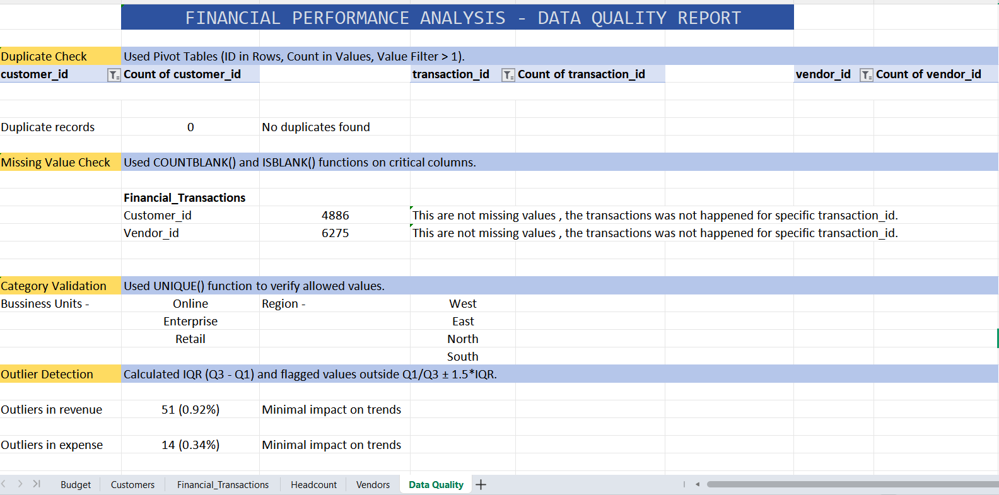 FINANCIAL PERFORMANCE ANALYSIS - DATA QUALITY REPORT
Duplicate Check Used Pivot Tables (ID in Rows, Count in Values, Value Filter > 1).
customer_id Count of customer_id transaction_id Count of transaction_id vendor_id Count of vendor_id
Duplicate records 0 No duplicates found
Missing Value Check Used COUNTBLANK() and ISBLANK() functions on critical columns.
Financial_Transactions
Customer_id 4886 This are not missing values , the transactions was not happened for specific transaction_id.
Vendor_id 6275 This are not missing values , the transactions was not happened for specific transaction_id.
Category Validation Used UNIQUE() function to verify allowed values.
Bussiness Units - Online Region - West
Enterprise East
Retail North
South
Outlier Detection Calculated IQR (Q3 - Q1) and flagged values outside Q1/Q3 ± 1.5*IQR.
Outliers in revenue 51 (0.92%) Minimal impact on trends
Outliers in expense 14 (0.34%) Minimal impact on trends
Budget Customers Financial_Transactions Headcount Vendors Data Quality